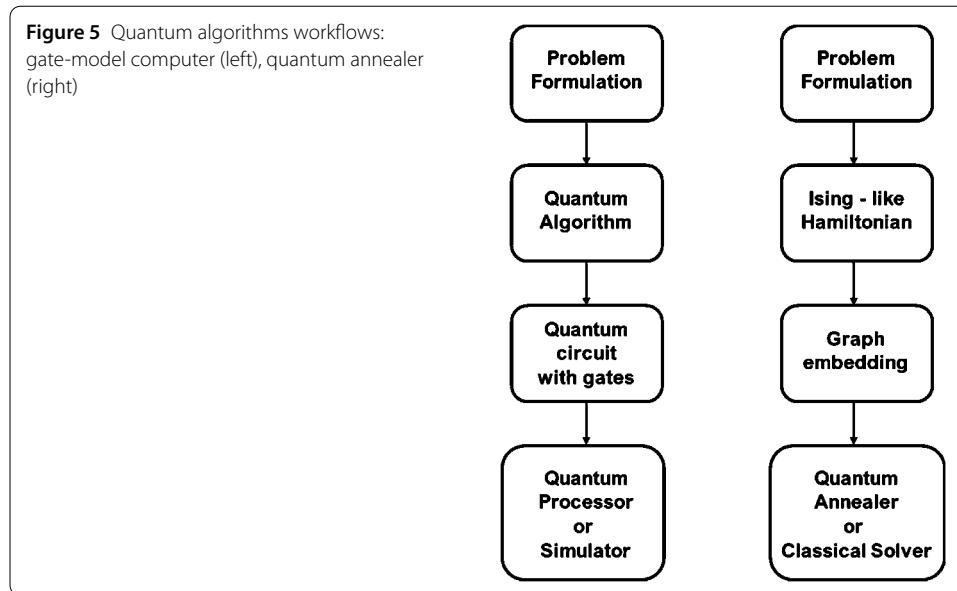 Figure 5 Quantum algorithms workflows:
gate-model computer (left), quantum annealer
(right)
Problem
Formulation
Quantum
Algorithm
Quantum
circuit
with gates
Quantum
Processor
or
Simulator
Problem
Formulation
Ising - like
Hamiltonian
Graph
embedding
Quantum
Annealer
or
Classical Solver